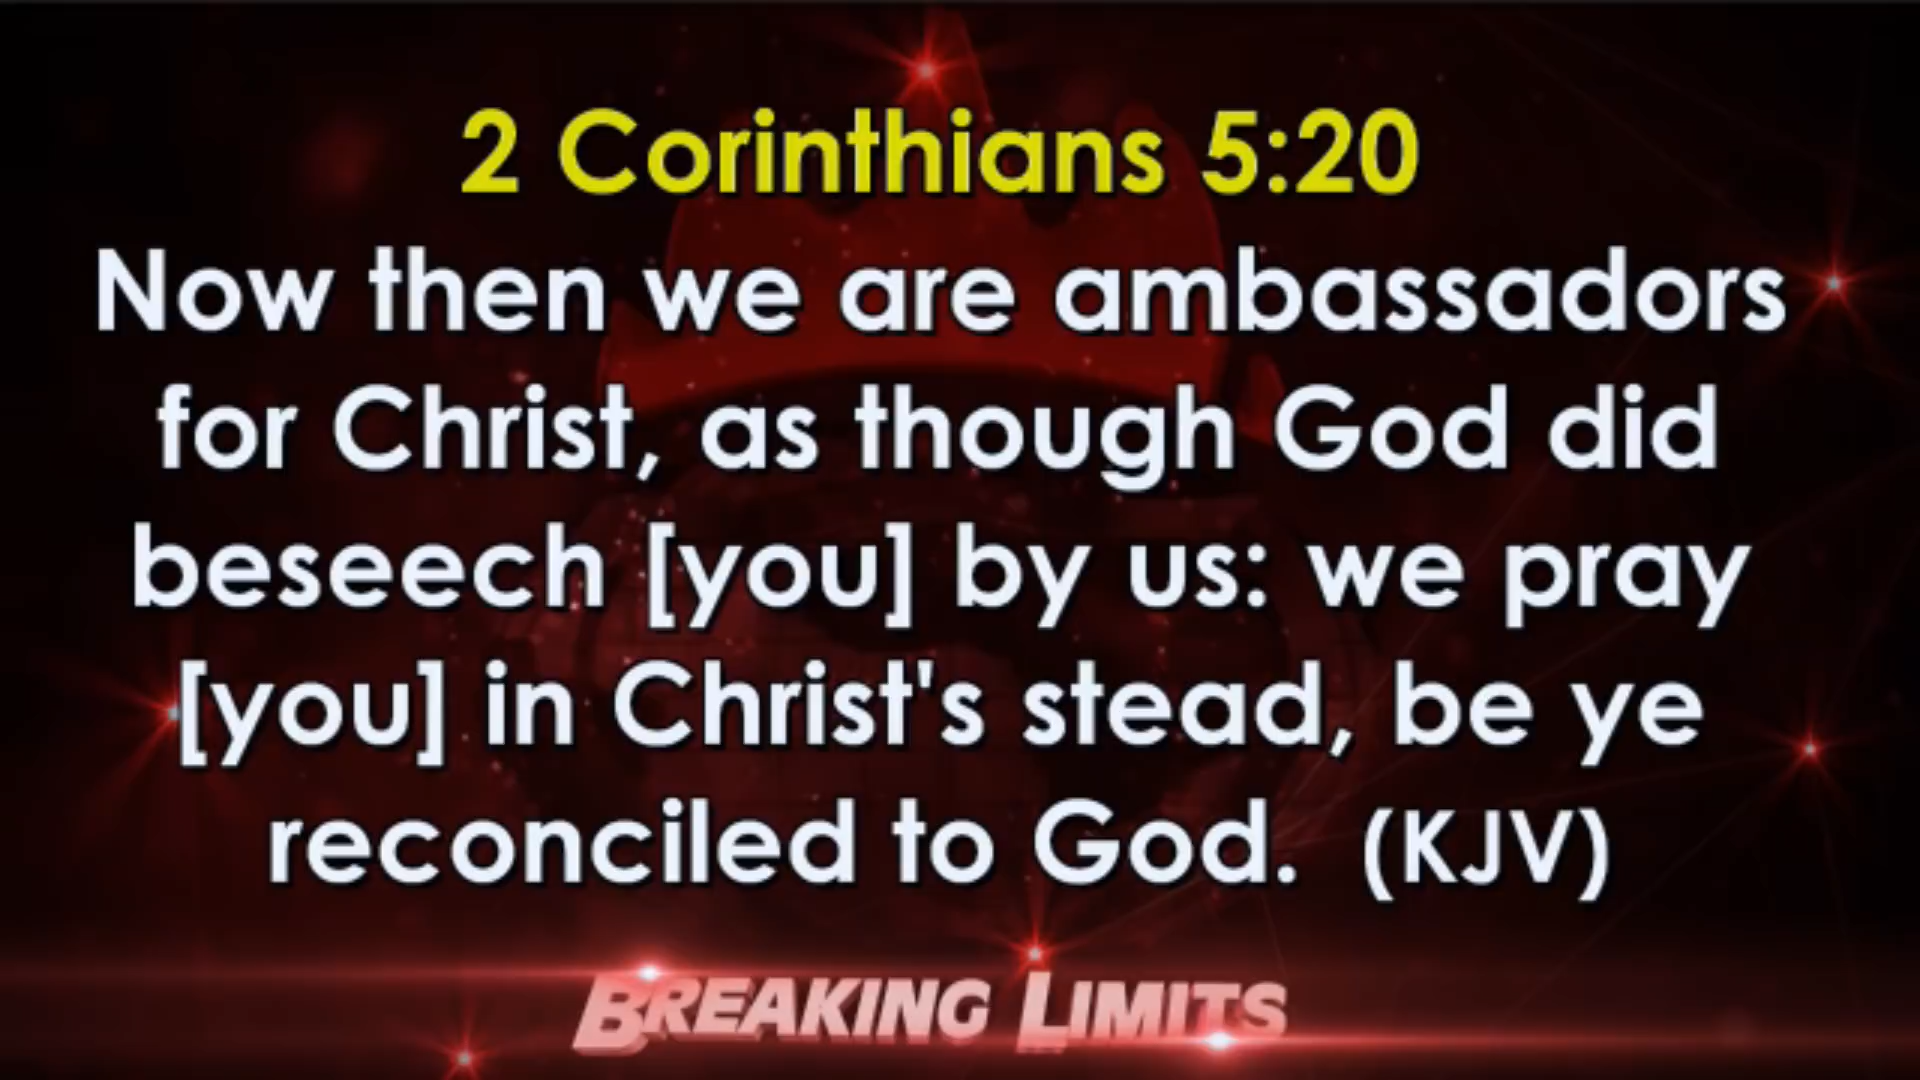 2 Corinthians 5:20
Now then we are ambassadors
for Christ, as though God did
beseech [you] by us: we pray
[you] in Christ's stead, be ye
reconciled to God.  (KJV)
BREAKING LIMITS